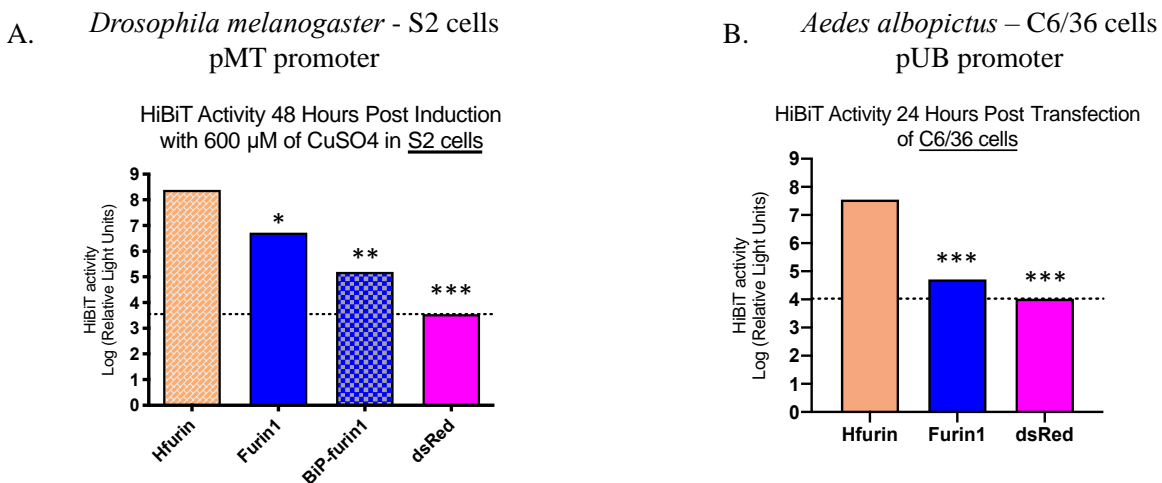 A.
Drosophila melanogaster - S2 cells
pMT promoter
HiBiT Activity 48 Hours Post Induction
with 600 µM of CuSO4 in S2 cells
HiBiT activity
Log (Relative Light Units)
9
8
7
6
5
4
3
2
1
0
*
**
***
Hfurin
Furin1
BiP-furin1
dsRed
B.
Aedes albopictus – C6/36 cells
pUB promoter
HiBiT Activity 24 Hours Post Transfection
of C6/36 cells
HiBiT activity
Log (Relative Light Units)
9
8
7
6
5
4
3
2
1
0
***
***
Hfurin
Furin1
dsRed